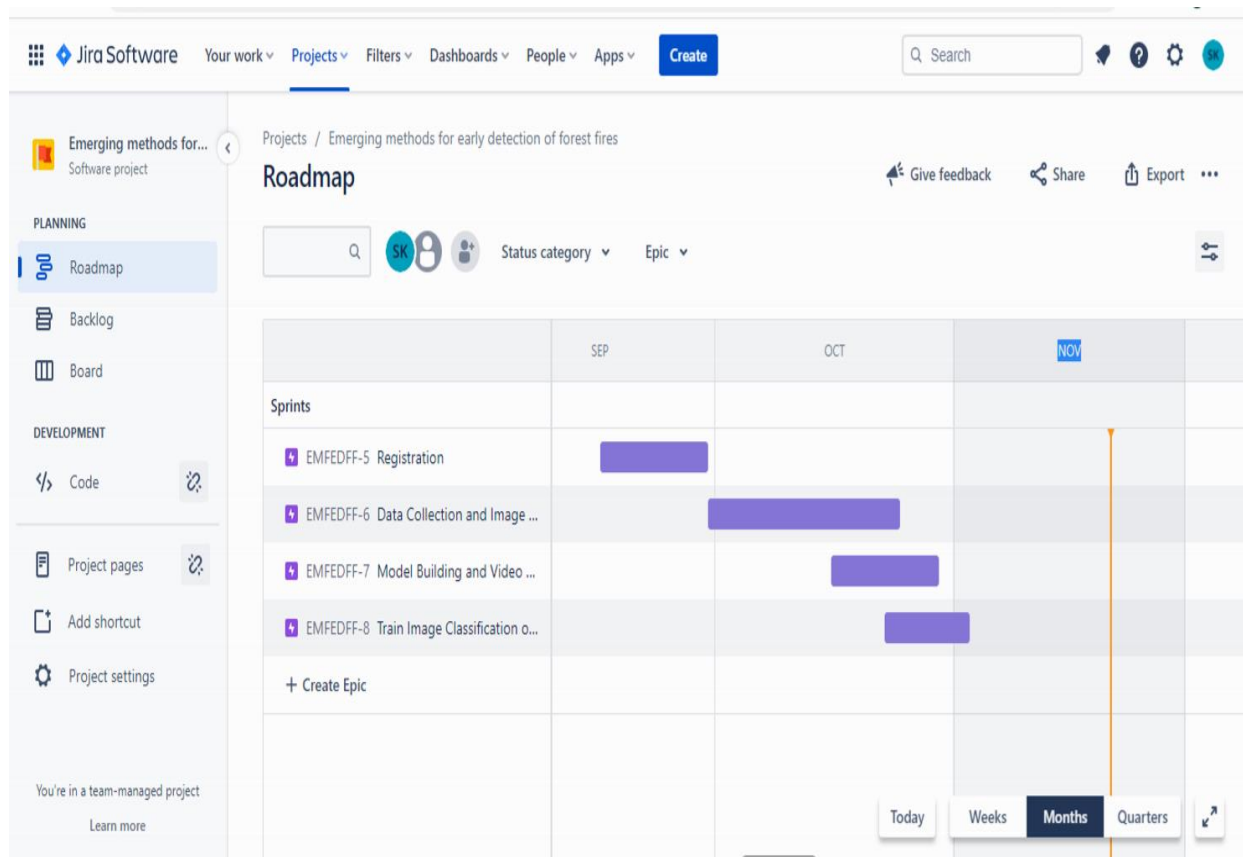 Jira Software Your work Projects Filters Dashboards People Apps Create Search SK
Emerging methods for...
Software project
PLANNING
Roadmap
Backlog
Board
DEVELOPMENT
Code
Project pages
Add shortcut
Project settings
You're in a team-managed project
Learn more
Projects / Emerging methods for early detection of forest fires
Roadmap Give feedback Share Export
SK Status category Epic
SEP OCT NOV
Sprints
EMFEDFF-5 Registration
EMFEDFF-6 Data Collection and Image ...
EMFEDFF-7 Model Building and Video ...
EMFEDFF-8 Train Image Classification o...
+ Create Epic
Today Weeks Months Quarters